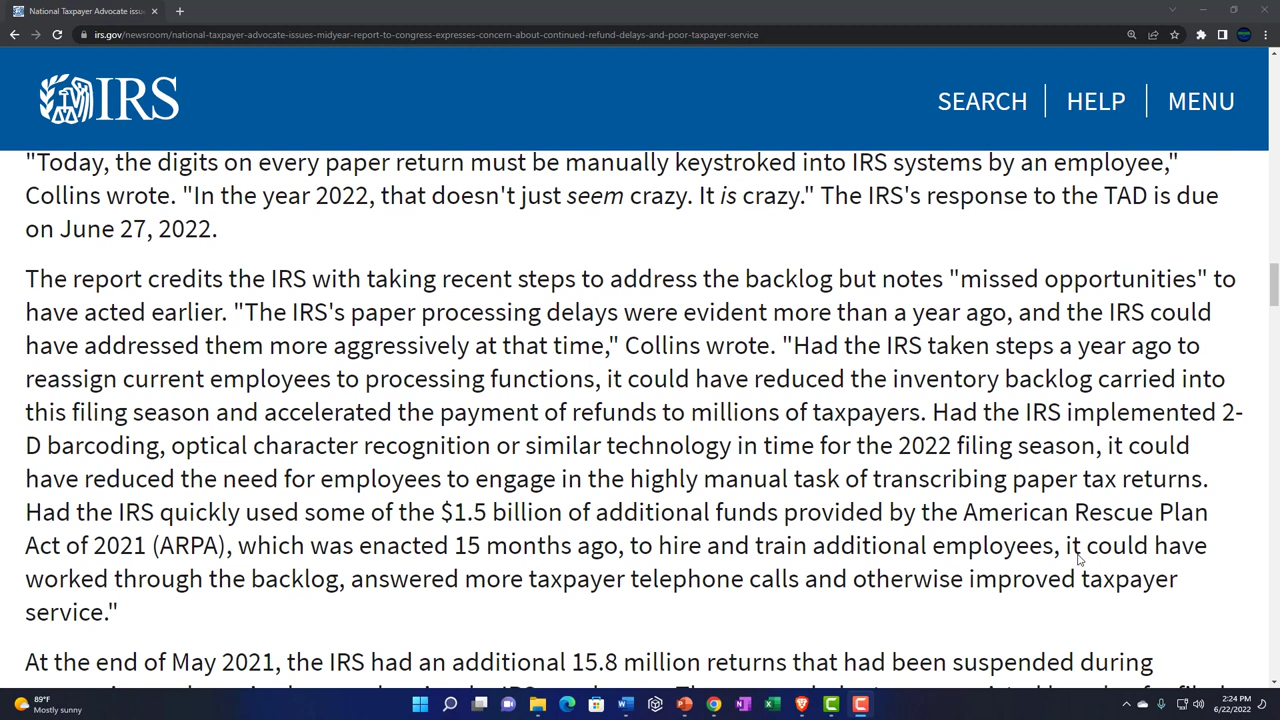 National Taxpayer Advocate issu
irs.gov/newsroom/national-taxpayer-advocate-issues-midyear-report-to-congress-expresses-concern-about-continued-refund-delays-and-poor-taxpayer-service
IRS
SEARCH
HELP
MENU
"Today, the digits on every paper return must be manually keystroked into IRS systems by an employee,"
Collins wrote. "In the year 2022, that doesn't just seem crazy. It is crazy." The IRS's response to the TAD is due
on June 27, 2022.
The report credits the IRS with taking recent steps to address the backlog but notes "missed opportunities" to
have acted earlier. "The IRS's paper processing delays were evident more than a year ago, and the IRS could
have addressed them more aggressively at that time," Collins wrote. "Had the IRS taken steps a year ago to
reassign current employees to processing functions, it could have reduced the inventory backlog carried into
this filing season and accelerated the payment of refunds to millions of taxpayers. Had the IRS implemented 2-
D barcoding, optical character recognition or similar technology in time for the 2022 filing season, it could
have reduced the need for employees to engage in the highly manual task of transcribing paper tax returns.
Had the IRS quickly used some of the $1.5 billion of additional funds provided by the American Rescue Plan
Act of 2021 (ARPA), which was enacted 15 months ago, to hire and train additional employees, it could have
worked through the backlog, answered more taxpayer telephone calls and otherwise improved taxpayer
service."
At the end of May 2021, the IRS had an additional 15.8 million returns that had been suspended during
89°F
Mostly sunny
2:24 PM
6/22/2022